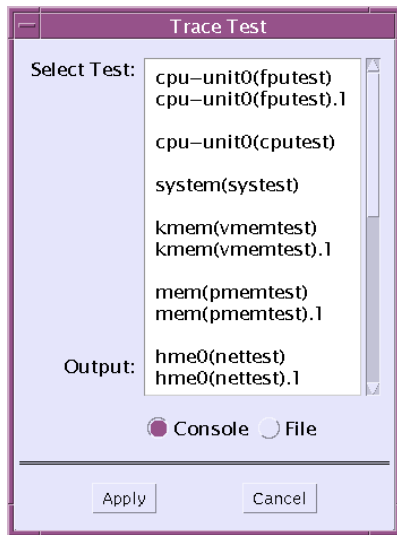 Trace Test
Select Test:
cpu-unit0(fputest)
cpu-unit0(fputest).1
cpu-unit0(cputest)
system(systest)
kmem(vmemtest)
kmem(vmemtest).1
mem(pmemtest)
mem(pmemtest).1
hme0(nettest)
hme0(nettest).1
Output:
Console File
Apply Cancel